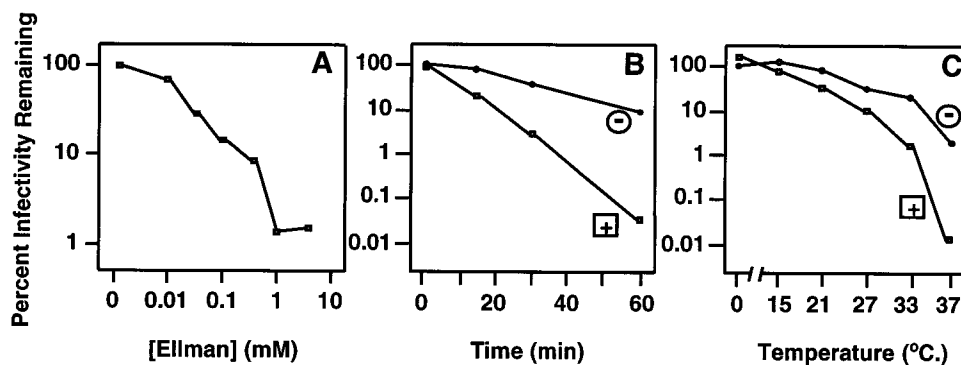 Percent Infectivity Remaining
A
100
10
1
0 0.01 0.1 1 10
[Ellman] (mM)
B
100
10
1
0.1
0.01
-
+
0 20 40 60
Time (min)
C
100
10
1
0.1
0.01
-
+
0 15 21 27 33 37
Temperature (°C.)